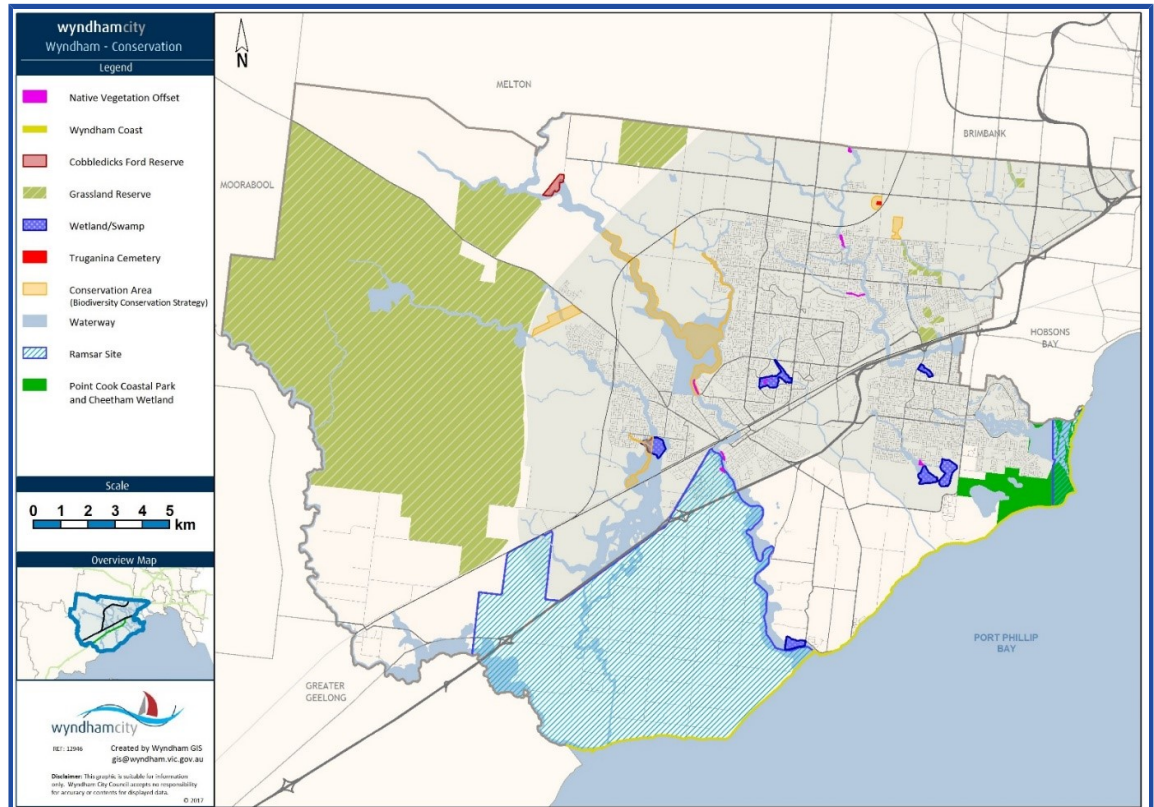 wyndhamcity
Wyndham - Conservation
Legend
Native Vegetation Offset
Wyndham Coast
Cobbledicks Ford Reserve
Grassland Reserve
Wetland/Swamp
Truganina Cemetery
Conservation Area
(Biodiversity Conservation Strategy)
Waterway
Ramsar Site
Point Cook Coastal Park
and Cheetham Wetland
Scale
0 1 2 3 4 5
km
Overview Map
wyndhamcity
REF: 12946
Created by Wyndham GIS
gis@wyndham.vic.gov.au
Disclaimer: This graphic is suitable for information
only. Wyndham City Council accepts no responsibility
for accuracy or contents for displayed data.
© 2017
N
MELTON
BRIMBANK
MOORABOOL
HOBSONS
BAY
PORT PHILLIP
BAY
GREATER
GEELONG